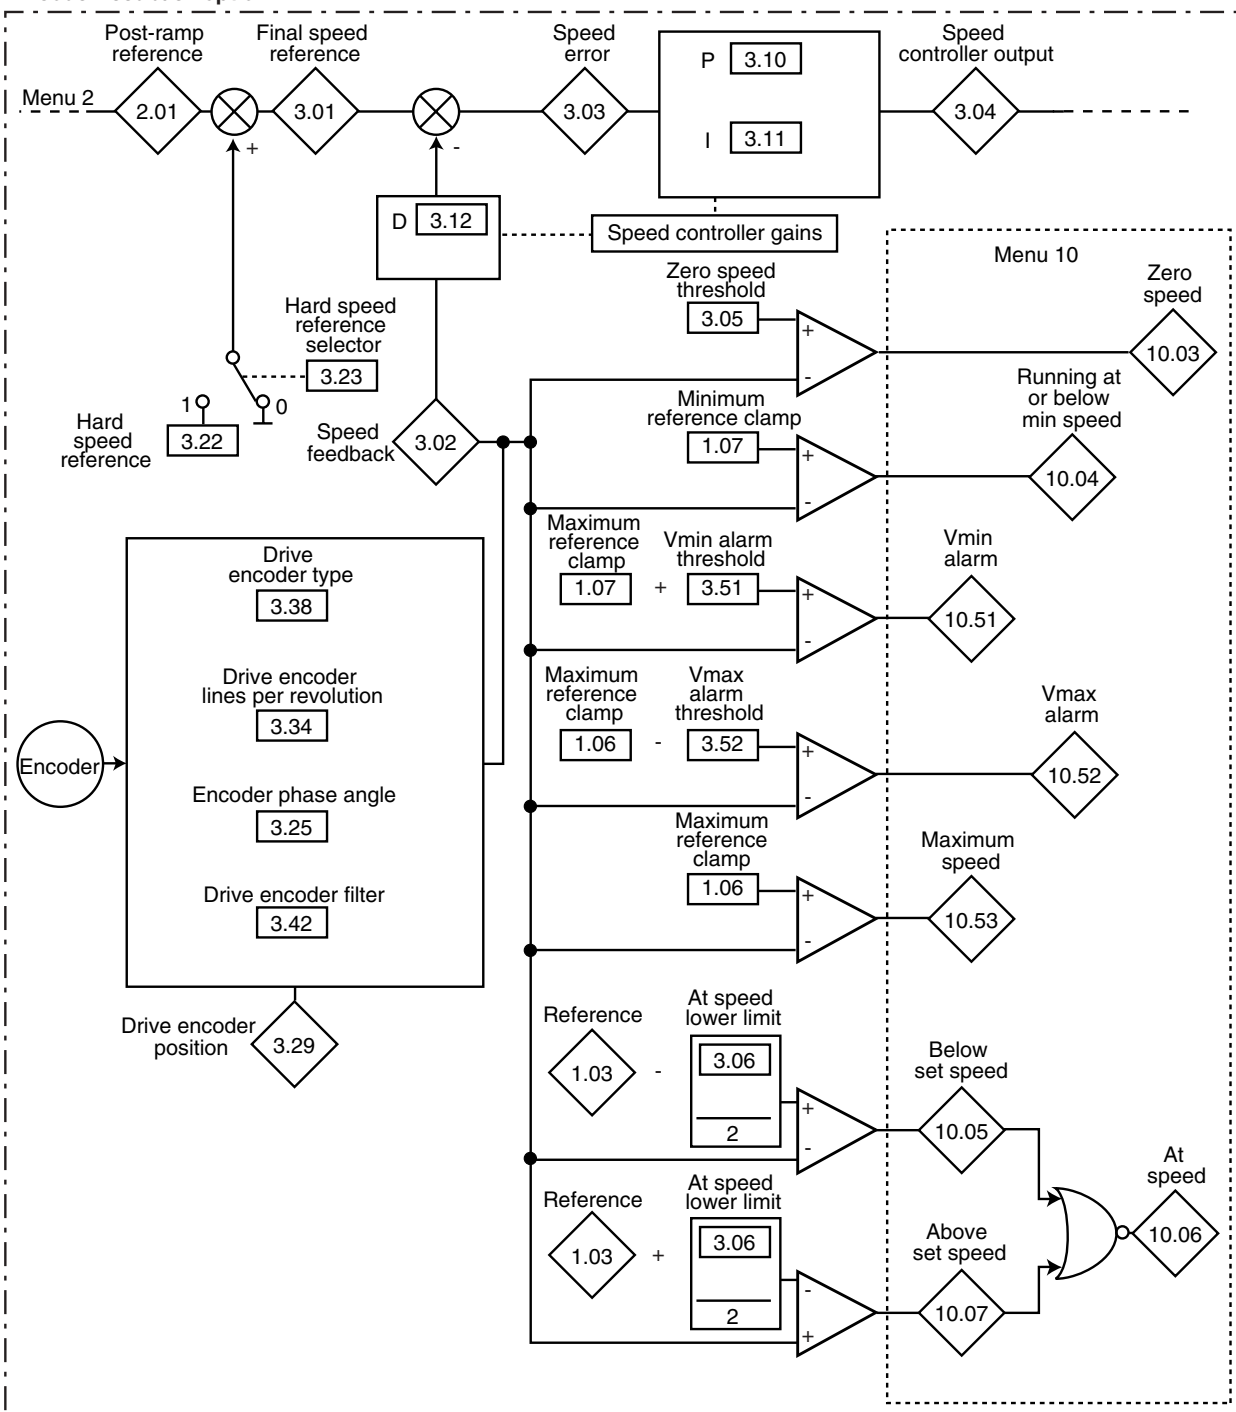 Post-ramp
reference
Final speed
reference
Speed
error
Speed
controller output
Menu 2
2.01
3.01
3.03
P
3.10
I
3.11
3.04
+
-
D
3.12
Speed controller gains
Menu 10
Hard speed
reference
selector
3.23
1
0
Hard
speed
reference
3.22
Speed
feedback
3.02
Zero speed
threshold
3.05
+
-
Zero
speed
10.03
Minimum
reference clamp
1.07
+
-
Running at
or below
min speed
10.04
Maximum
reference
clamp
1.07
+
Vmin alarm
threshold
3.51
+
-
Vmin
alarm
10.51
Maximum
reference
clamp
1.06
-
Vmax
alarm
threshold
3.52
+
-
Vmax
alarm
10.52
Maximum
reference
clamp
1.06
+
-
Maximum
speed
10.53
Encoder
Drive
encoder type
3.38
Drive encoder
lines per revolution
3.34
Encoder phase angle
3.25
Drive encoder filter
3.42
Drive encoder
position
3.29
Reference
1.03
-
At speed
lower limit
3.06
2
+
-
Below
set speed
10.05
Reference
1.03
+
At speed
lower limit
3.06
2
-
+
Above
set speed
10.07
At
speed
10.06